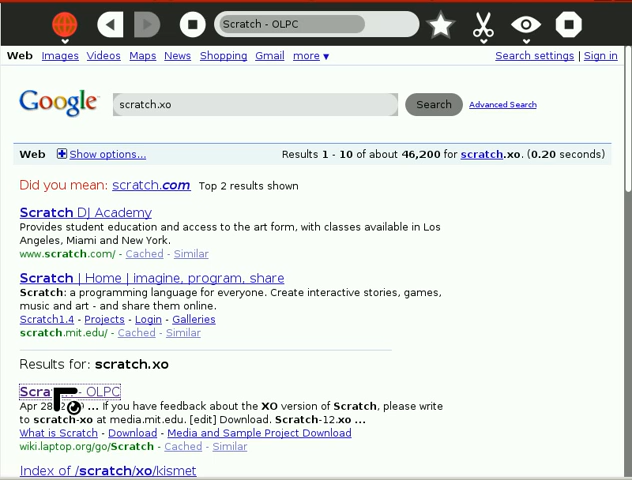 Scratch - OLPC
Web Images Videos Maps News Shopping Gmail more ▼ Search settings | Sign in
Google scratch.xo Search Advanced Search
Web Show options... Results 1 - 10 of about 46,200 for scratch.xo. (0.20 seconds)
Did you mean: scratch.com Top 2 results shown
Scratch DJ Academy
Provides student education and access to the art form, with classes available in Los
Angeles, Miami and New York.
www.scratch.com/ - Cached - Similar
Scratch | Home | imagine, program, share
Scratch: a programming language for everyone. Create interactive stories, games,
music and art - and share them online.
Scratch1.4 - Projects - Login - Galleries
scratch.mit.edu/ - Cached - Similar
Results for: scratch.xo
- OLPC
Apr 28 ... If you have feedback about the XO version of Scratch, please write
to scratch-xo at media.mit.edu. [edit] Download. Scratch-12.xo ...
What is Scratch - Download - Media and Sample Project Download
wiki.laptop.org/go/Scratch - Cached - Similar
Index of /scratch/xo/kismet